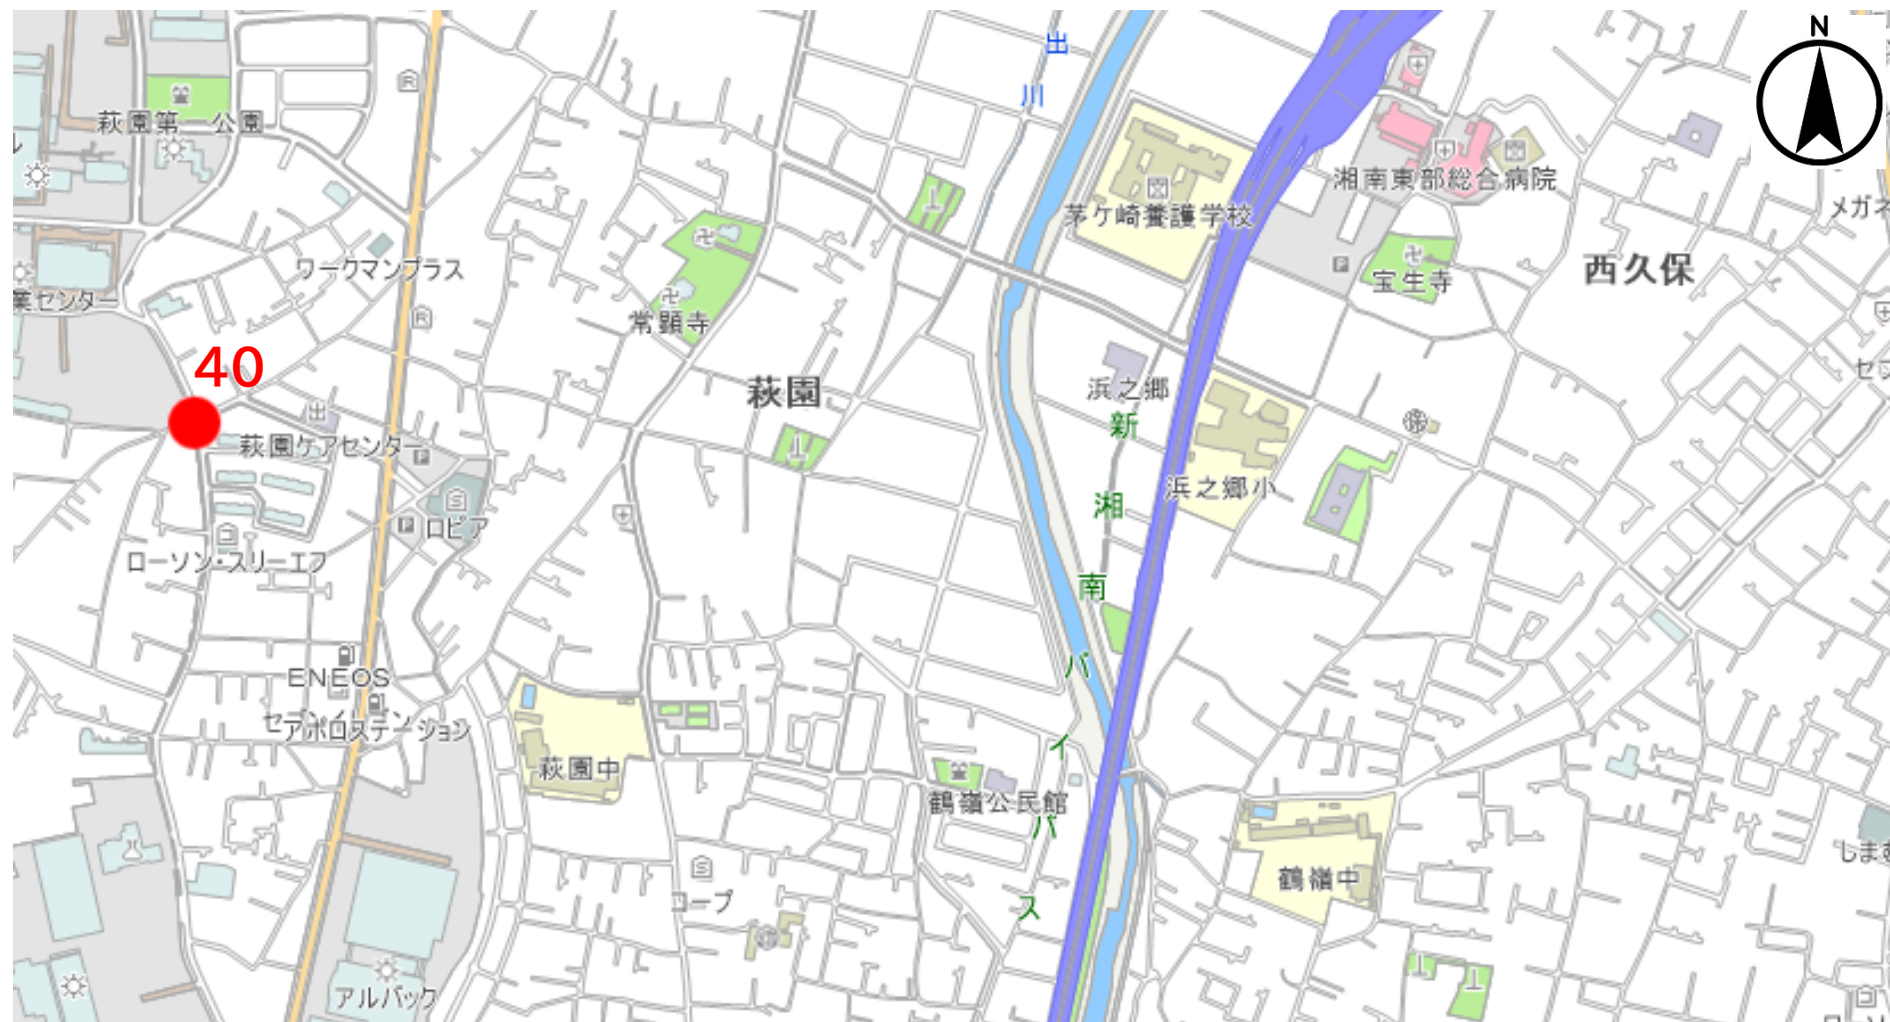 N
出
川
萩園第一公園
湘南東部総合病院
茅ケ崎養護学校
メガネ
ワークマンプラス
西久保
宝生寺
業センター
常顕寺
40
浜之郷
萩園
出
萩園ケアセンター
新
湘
南
バ
イ
パ
ス
浜之郷小
ロピア
ローソン・スリーエフ
ENEOS
アポロステーション
萩園中
鶴嶺公民館
しまむ
鶴嶺中
コープ
アルバック